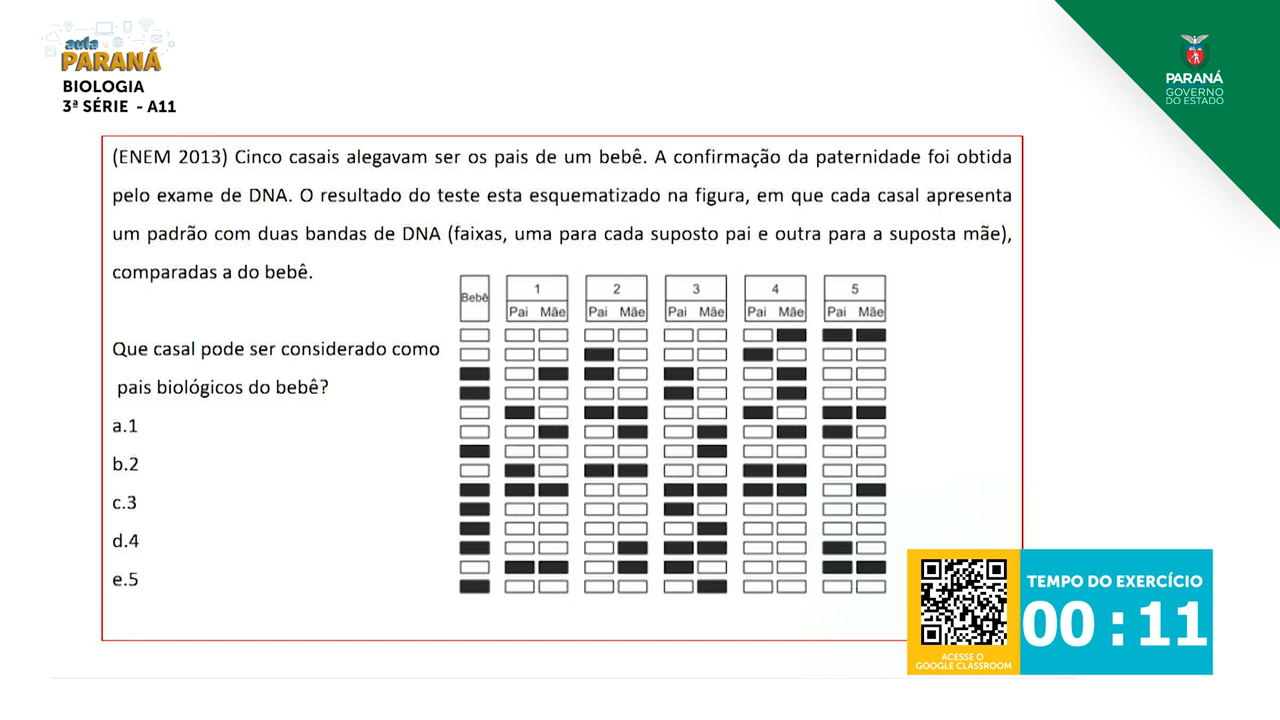 aula
PARANÁ
BIOLOGIA
3ª SÉRIE - A11
PARANÁ
GOVERNO
DO ESTADO
(ENEM 2013) Cinco casais alegavam ser os pais de um bebê. A confirmação da paternidade foi obtida
pelo exame de DNA. O resultado do teste esta esquematizado na figura, em que cada casal apresenta
um padrão com duas bandas de DNA (faixas, uma para cada suposto pai e outra para a suposta mãe),
comparadas a do bebê.
Que casal pode ser considerado como
pais biológicos do bebê?
a.1
b.2
c.3
d.4
e.5
Bebê
1 2 3 4 5
Pai Mãe Pai Mãe Pai Mãe Pai Mãe Pai Mãe
ACESSE O
GOOGLE CLASSROOM
TEMPO DO EXERCÍCIO
00 : 11